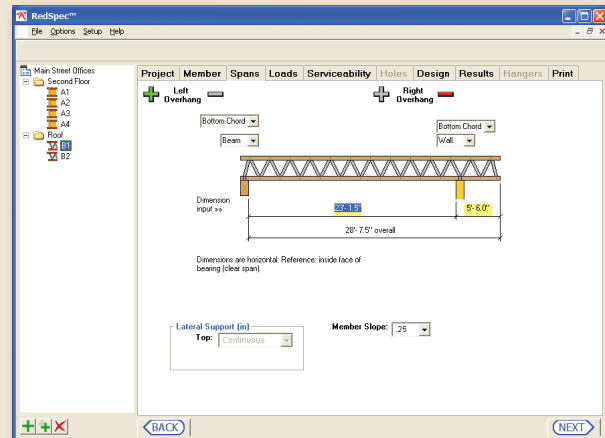 RedSpec™
File Options Setup Help
Main Street Offices
Second Floor
A1
A2
A3
A4
Roof
B1
B2
Project Member Spans Loads Serviceability Holes Design Results Hangers Print
Left Overhang
Right Overhang
Bottom Chord
Beam
Bottom Chord
Wall
Dimension
input »»
23'- 1.5"
5'- 6.0"
28'- 7.5" overall
Dimensions are horizontal. Reference: inside face of
bearing (clear span).
Lateral Support (in)
Top: Continuous
Member Slope: .25
BACK
NEXT